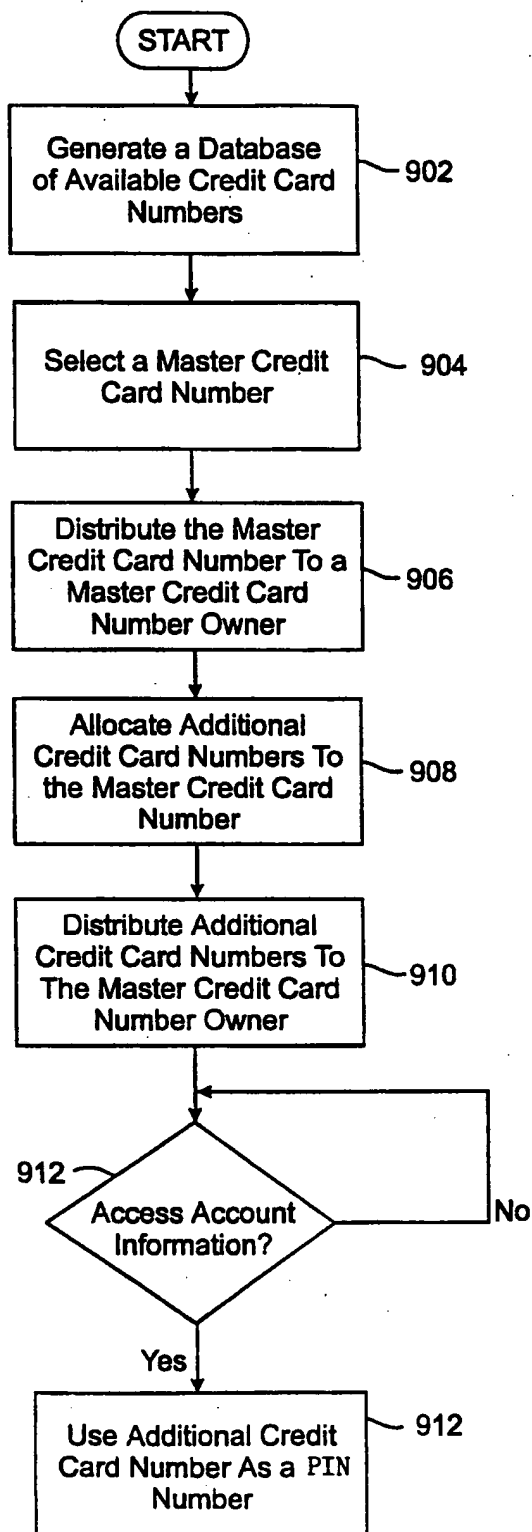 START
Generate a Database
of Available Credit Card
Numbers
902
Select a Master Credit
Card Number
904
Distribute the Master
Credit Card Number To a
Master Credit Card
Number Owner
906
Allocate Additional
Credit Card Numbers To
the Master Credit Card
Number
908
Distribute Additional
Credit Card Numbers To
The Master Credit Card
Number Owner
910
912
Access Account
Information?
No
Yes
Use Additional Credit
Card Number As a PIN
Number
912